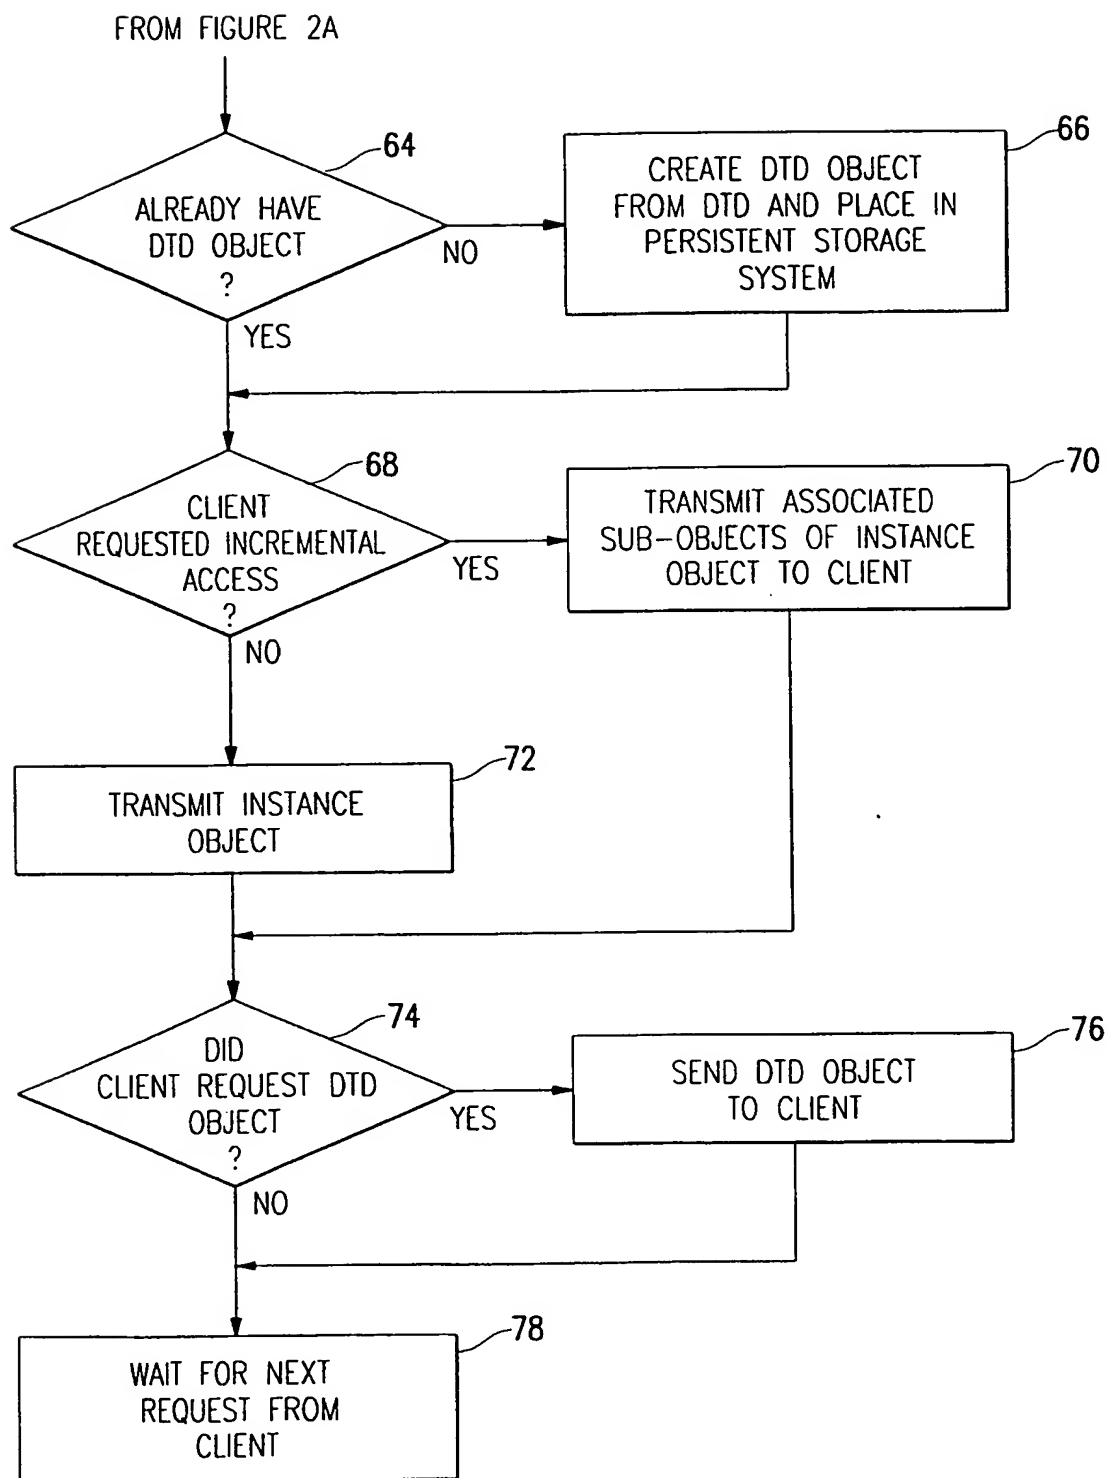 FROM FIGURE 2A
64
ALREADY HAVE
DTD OBJECT
?
NO
YES
66
CREATE DTD OBJECT
FROM DTD AND PLACE IN
PERSISTENT STORAGE
SYSTEM
68
CLIENT
REQUESTED INCREMENTAL
ACCESS
?
YES
NO
70
TRANSMIT ASSOCIATED
SUB-OBJECTS OF INSTANCE
OBJECT TO CLIENT
72
TRANSMIT INSTANCE
OBJECT
74
DID
CLIENT REQUEST DTD
OBJECT
?
YES
NO
76
SEND DTD OBJECT
TO CLIENT
78
WAIT FOR NEXT
REQUEST FROM
CLIENT